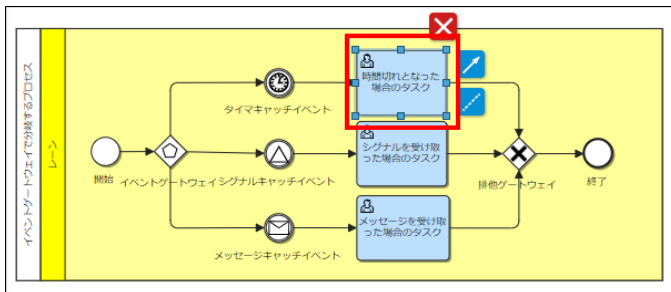 イベントゲートウェイで分岐するプロセス
レーン
時間切れとなった
場合のタスク
タイマキャッチイベント
シグナルを受け取
った場合のタスク
開始
イベントゲートウェイ
シグナルキャッチイベント
排他ゲートウェイ
終了
メッセージを受け取
った場合のタスク
メッセージキャッチイベント